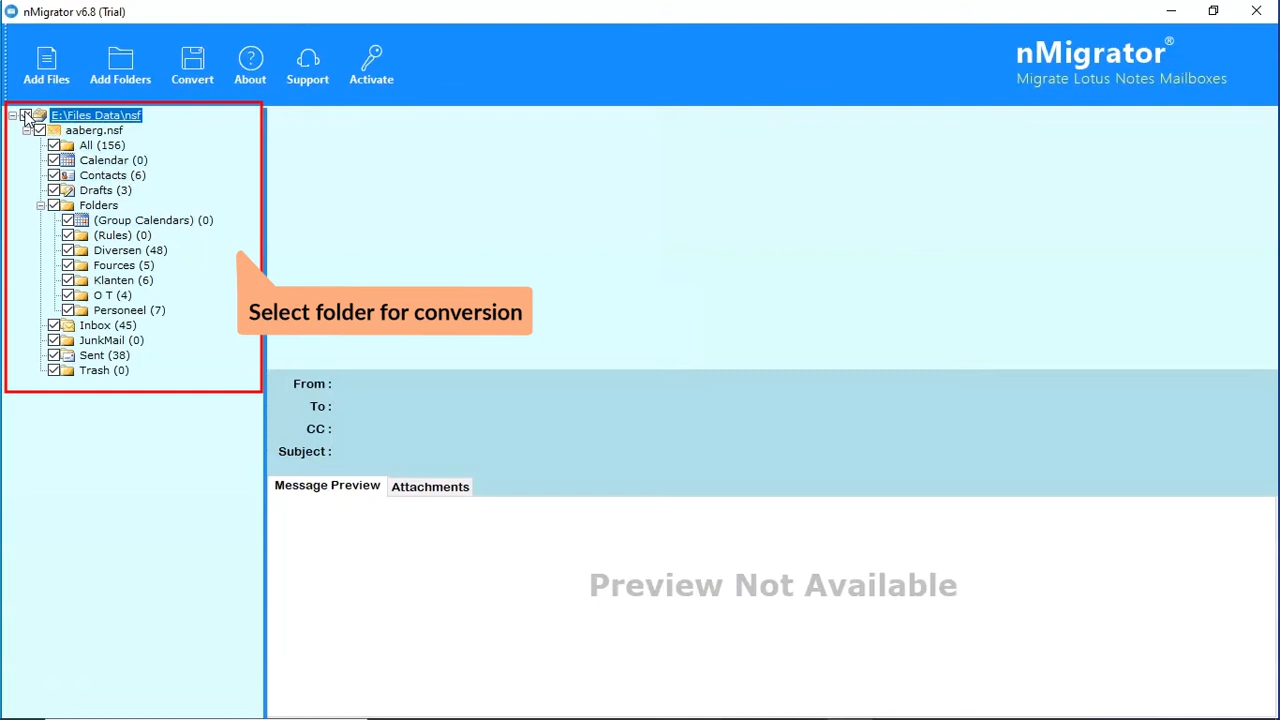 nMigrator v6.8 (Trial)
Add Files
Add Folders
Convert
About
Support
Activate
nMigrator®
Migrate Lotus Notes Mailboxes
E:\Files Data\nsf
aaberg.nsf
All (156)
Calendar (0)
Contacts (6)
Drafts (3)
Folders
(Group Calendars) (0)
(Rules) (0)
Diversen (48)
Fources (5)
Klanten (6)
O T (4)
Personeel (7)
Inbox (45)
JunkMail (0)
Sent (38)
Trash (0)
Select folder for conversion
From :
To :
CC :
Subject :
Message Preview
Attachments
Preview Not Available